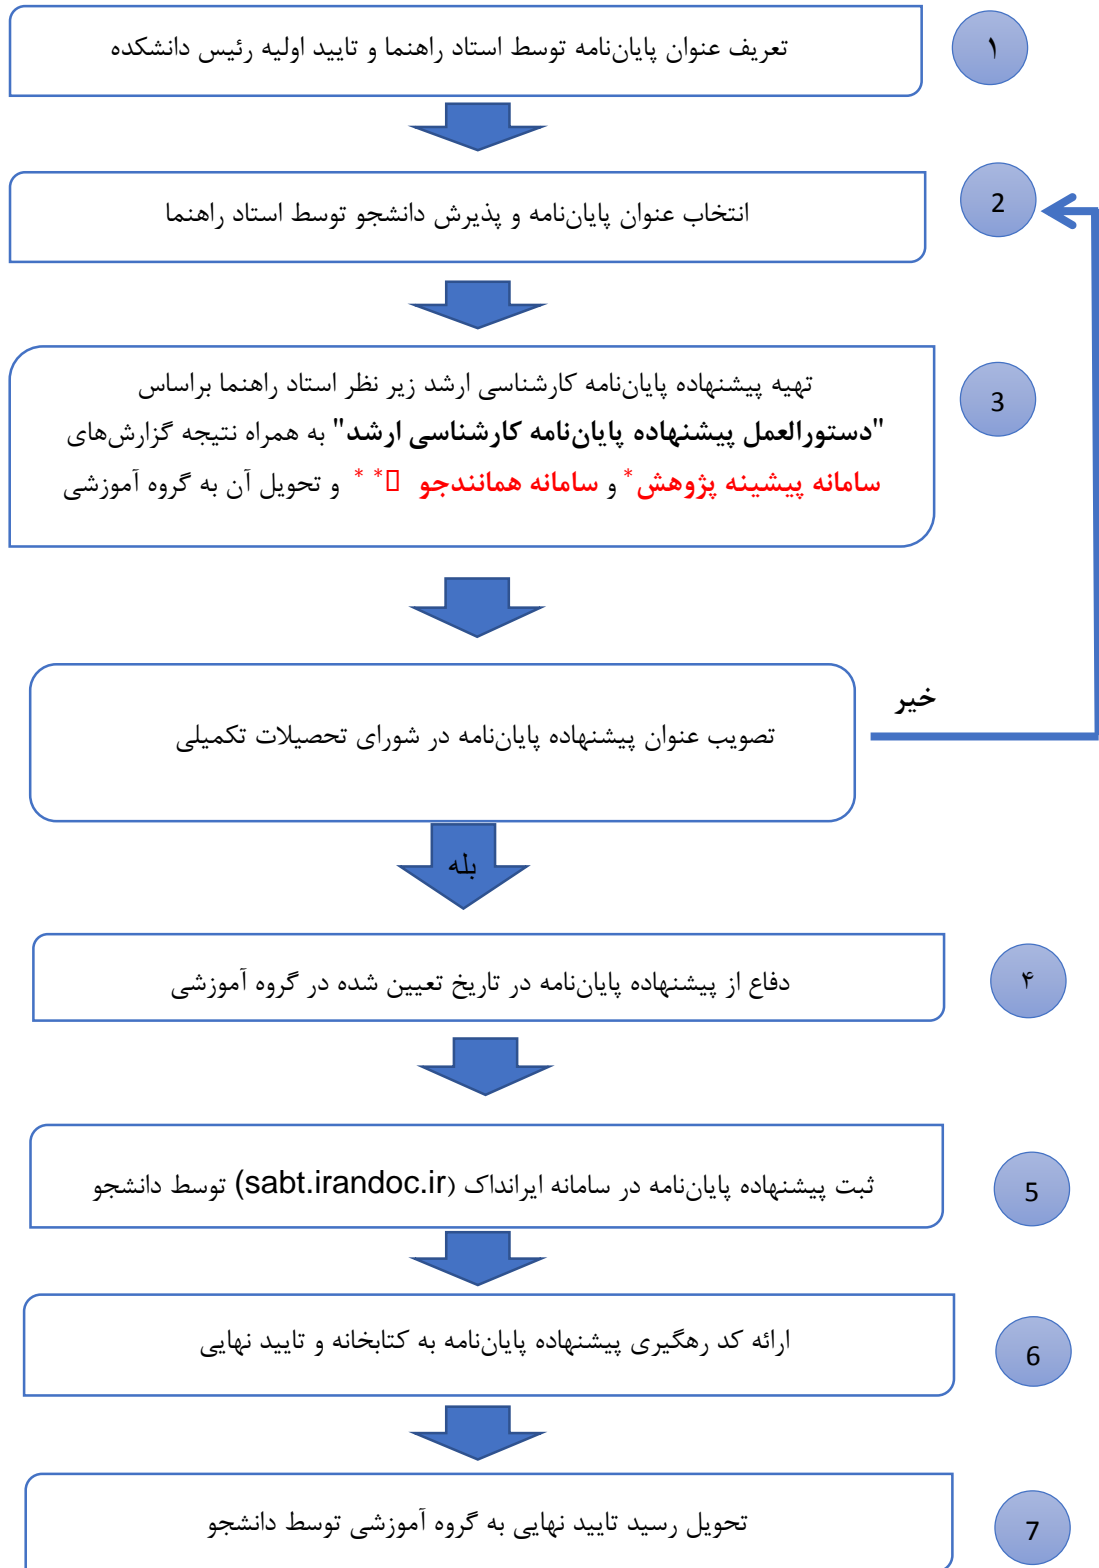 تعریف عنوان پایان‌نامه توسط استاد راهنما و تایید اولیه رئیس دانشکده
۱
انتخاب عنوان پایان‌نامه و پذیرش دانشجو توسط استاد راهنما
2
تهیه پیشنهاده پایان‌نامه کارشناسی ارشد زیر نظر استاد راهنما براساس
"دستورالعمل پیشنهاده پایان‌نامه کارشناسی ارشد" به همراه نتیجه گزارش‌های
سامانه پیشینه پژوهش* و سامانه همانندجو ** و تحویل آن به گروه آموزشی
3
تصویب عنوان پیشنهاده پایان‌نامه در شورای تحصیلات تکمیلی
خیر
بله
دفاع از پیشنهاده پایان‌نامه در تاریخ تعیین شده در گروه آموزشی
۴
ثبت پیشنهاده پایان‌نامه در سامانه ایرانداک (sabt.irandoc.ir) توسط دانشجو
5
ارائه کد رهگیری پیشنهاده پایان‌نامه به کتابخانه و تایید نهایی
6
تحویل رسید تایید نهایی به گروه آموزشی توسط دانشجو
7